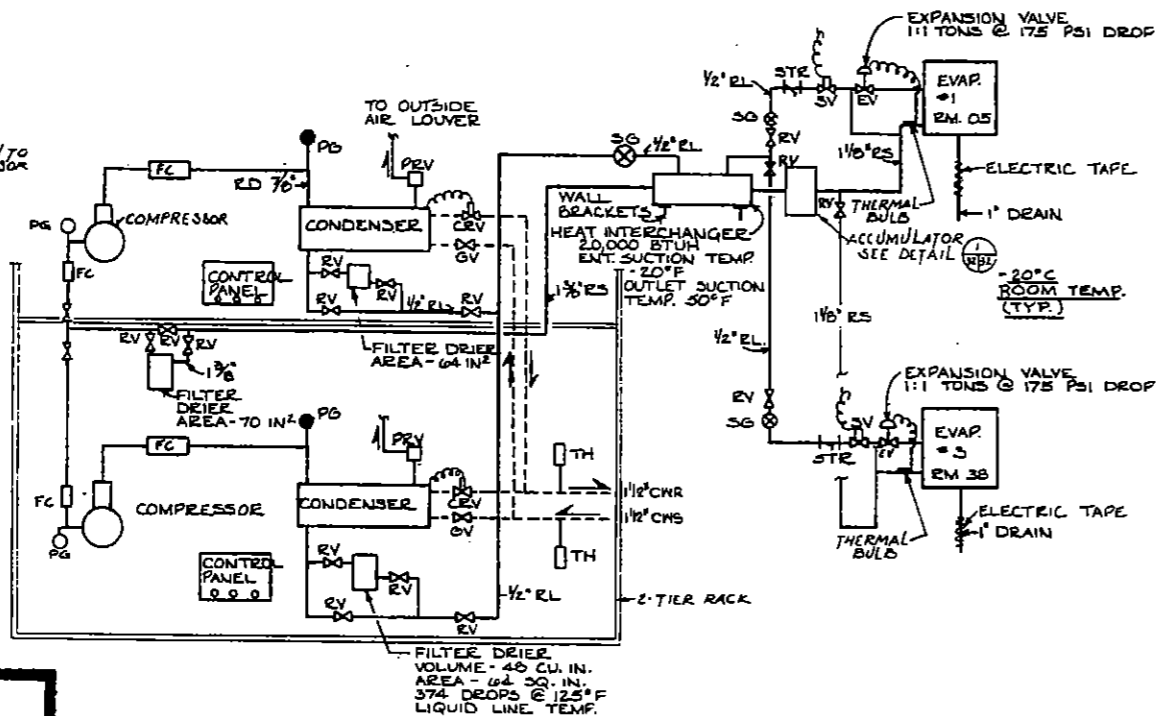 EXPANSION VALVE
1:1 TONS @ 175 PSI DROP
1/2" RL
STR
SV
EV
EVAP.
#1
RM. 05
TO OUTSIDE
AIR LOUVER
PG
SG
1/2" RL
SG
RV
RV
1 1/8" RS
ELECTRIC TAPE
TO
FC
RD 7/8"
PRV
COMPRESSOR
PG
CONDENSER
CRV
GV
WALL
BRACKETS
HEAT INTERCHANGER
20,000 BTUH
ENT. SUCTION TEMP.
-20°F
OUTLET SUCTION
TEMP. 50°F
RV
THERMAL
BULB
1" DRAIN
ACCUMULATOR
SEE DETAIL
1
-20°C
ROOM TEMP.
(TYP.)
FC
CONTROL
PANEL
RV
RV
RV
1/2" RL
RV
1 3/8" RS
1 1/8" RS
RV
RV
RV
1 3/8"
FILTER DRIER
AREA - 64 IN²
1/2" RL
FILTER
DRIER
AREA - 70 IN²
PG
PRV
FC
RV
SG
EXPANSION VALVE
1:1 TONS @ 175 PSI DROP
SV
EV
STR
EVAP.
#3
RM 38
TH
FC
COMPRESSOR
PG
CONDENSER
CRV
GV
1 1/2" CWR
1 1/2" CWS
TH
THERMAL
BULB
ELECTRIC TAPE
1" DRAIN
CONTROL
PANEL
RV
RV
RV
RV
1/2" RL
2-TIER RACK
FILTER DRIER
VOLUME - 48 CU. IN.
AREA - 64 SQ. IN.
374 DROPS @ 125°F
LIQUID LINE TEMP.